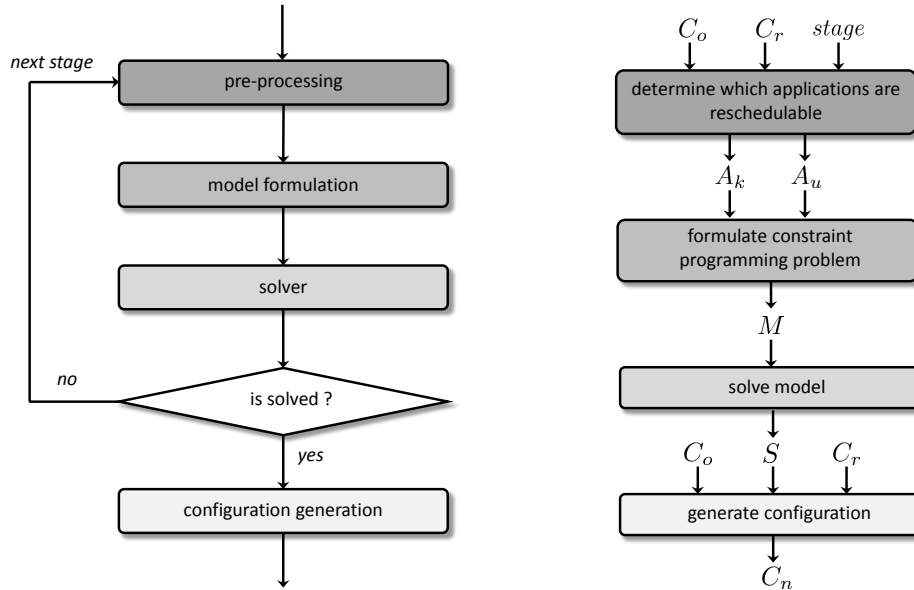 next stage
pre-processing
model formulation
solver
is solved ?
no
yes
configuration generation
C_o C_r stage
determine which applications are
reschedulable
A_k A_u
formulate constraint
programming problem
M
solve model
C_o S C_r
generate configuration
C_n